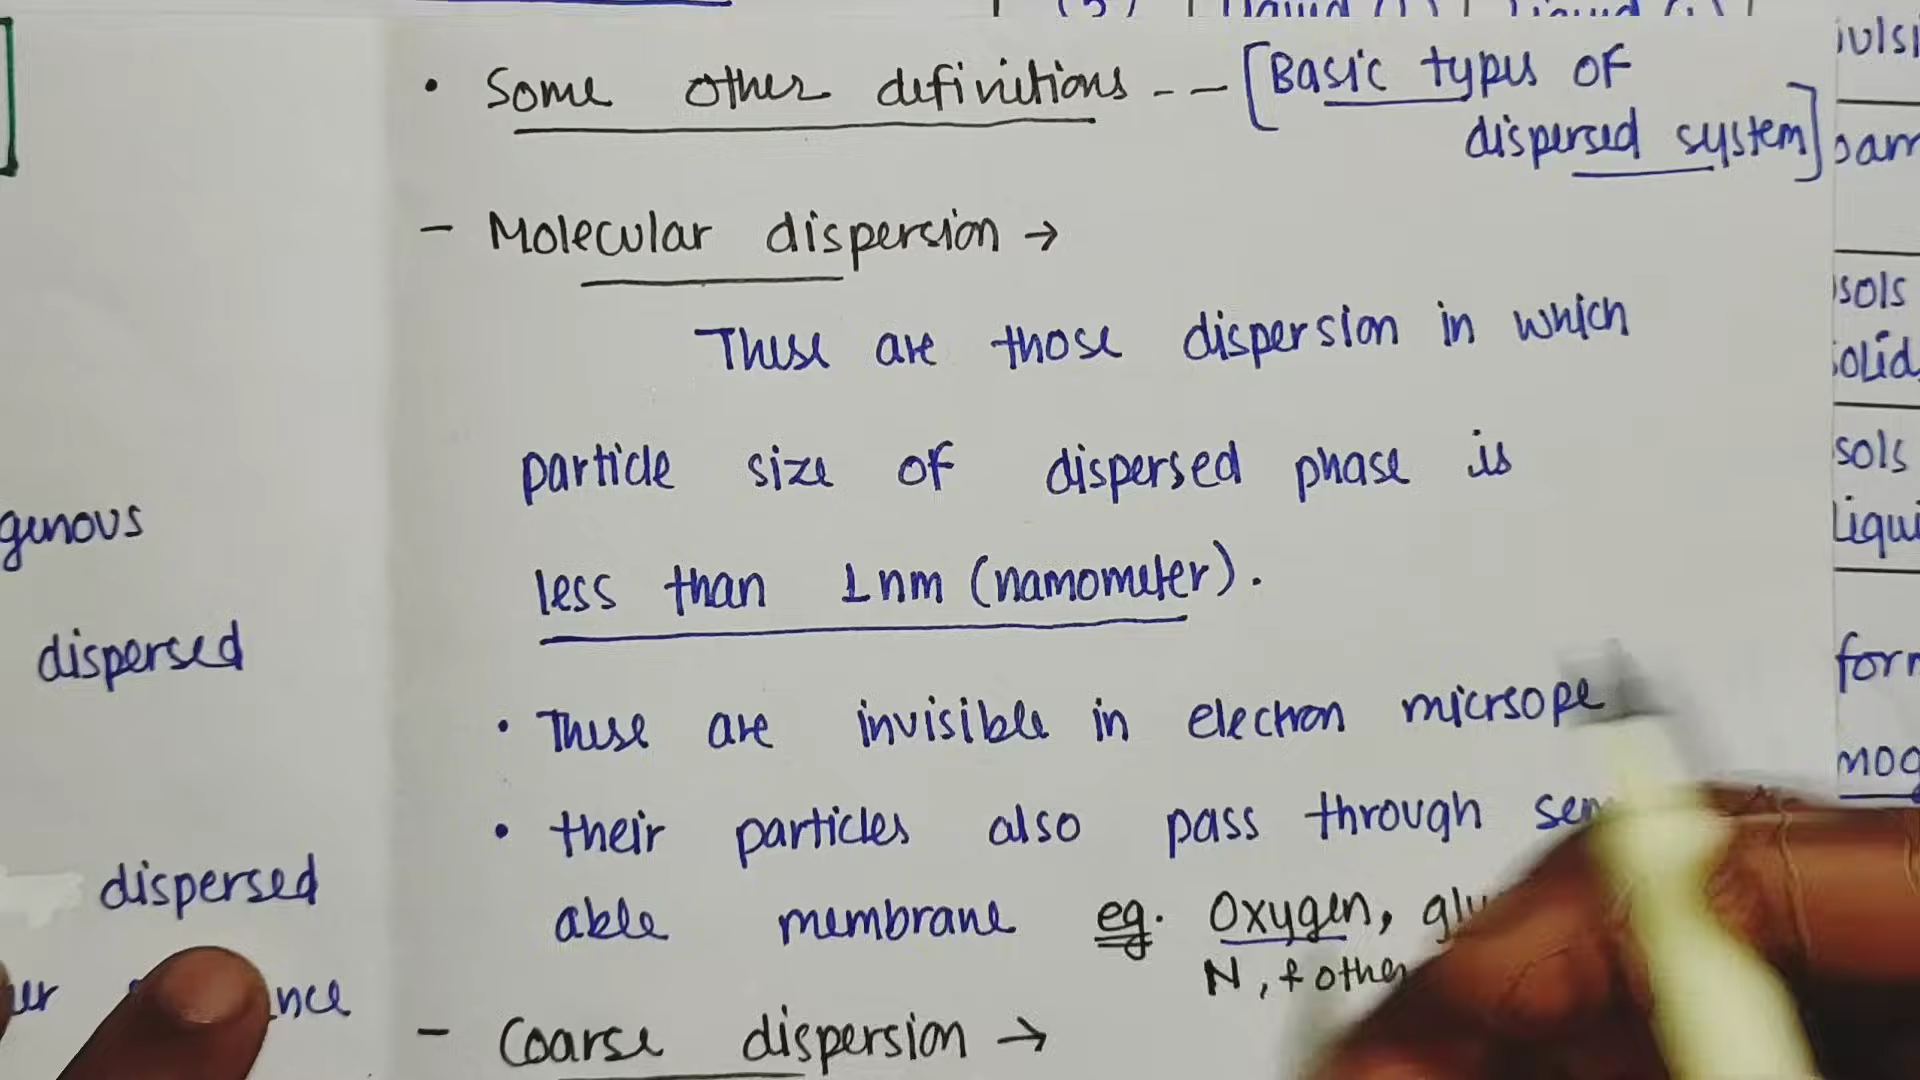 • Some other definitions -- [Basic types of
dispersed system]
- Molecular dispersion →
These are those dispersion in which
particle size of dispersed phase is
less than 1nm (namometer).
• These are invisible in electron micrsope
• their particles also pass through
able membrane eg. Oxygen,
N, & other
- Coarse dispersion →
genous
dispersed
dispersed
sols
sols